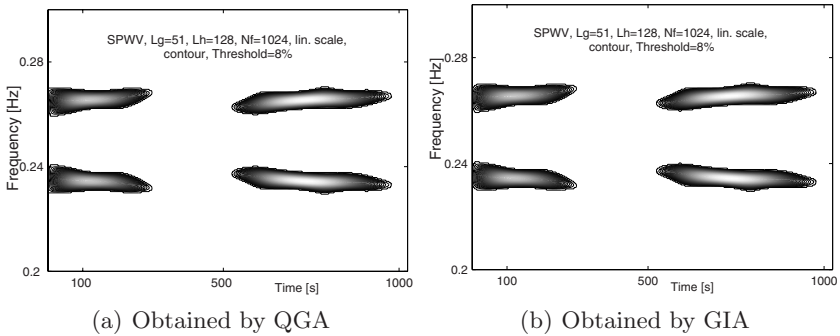 SPWV, Lg=51, Lh=128, Nf=1024, lin. scale,
contour, Threshold=8%
Frequency [Hz]
0.28
0.24
0.2
100
500
1000
Time [s]
(a) Obtained by QGA
SPWV, Lg=51, Lh=128, Nf=1024, lin. scale,
contour, Threshold=8%
Frequency [Hz]
0.28
0.24
0.2
100
500
1000
Time [s]
(b) Obtained by GIA